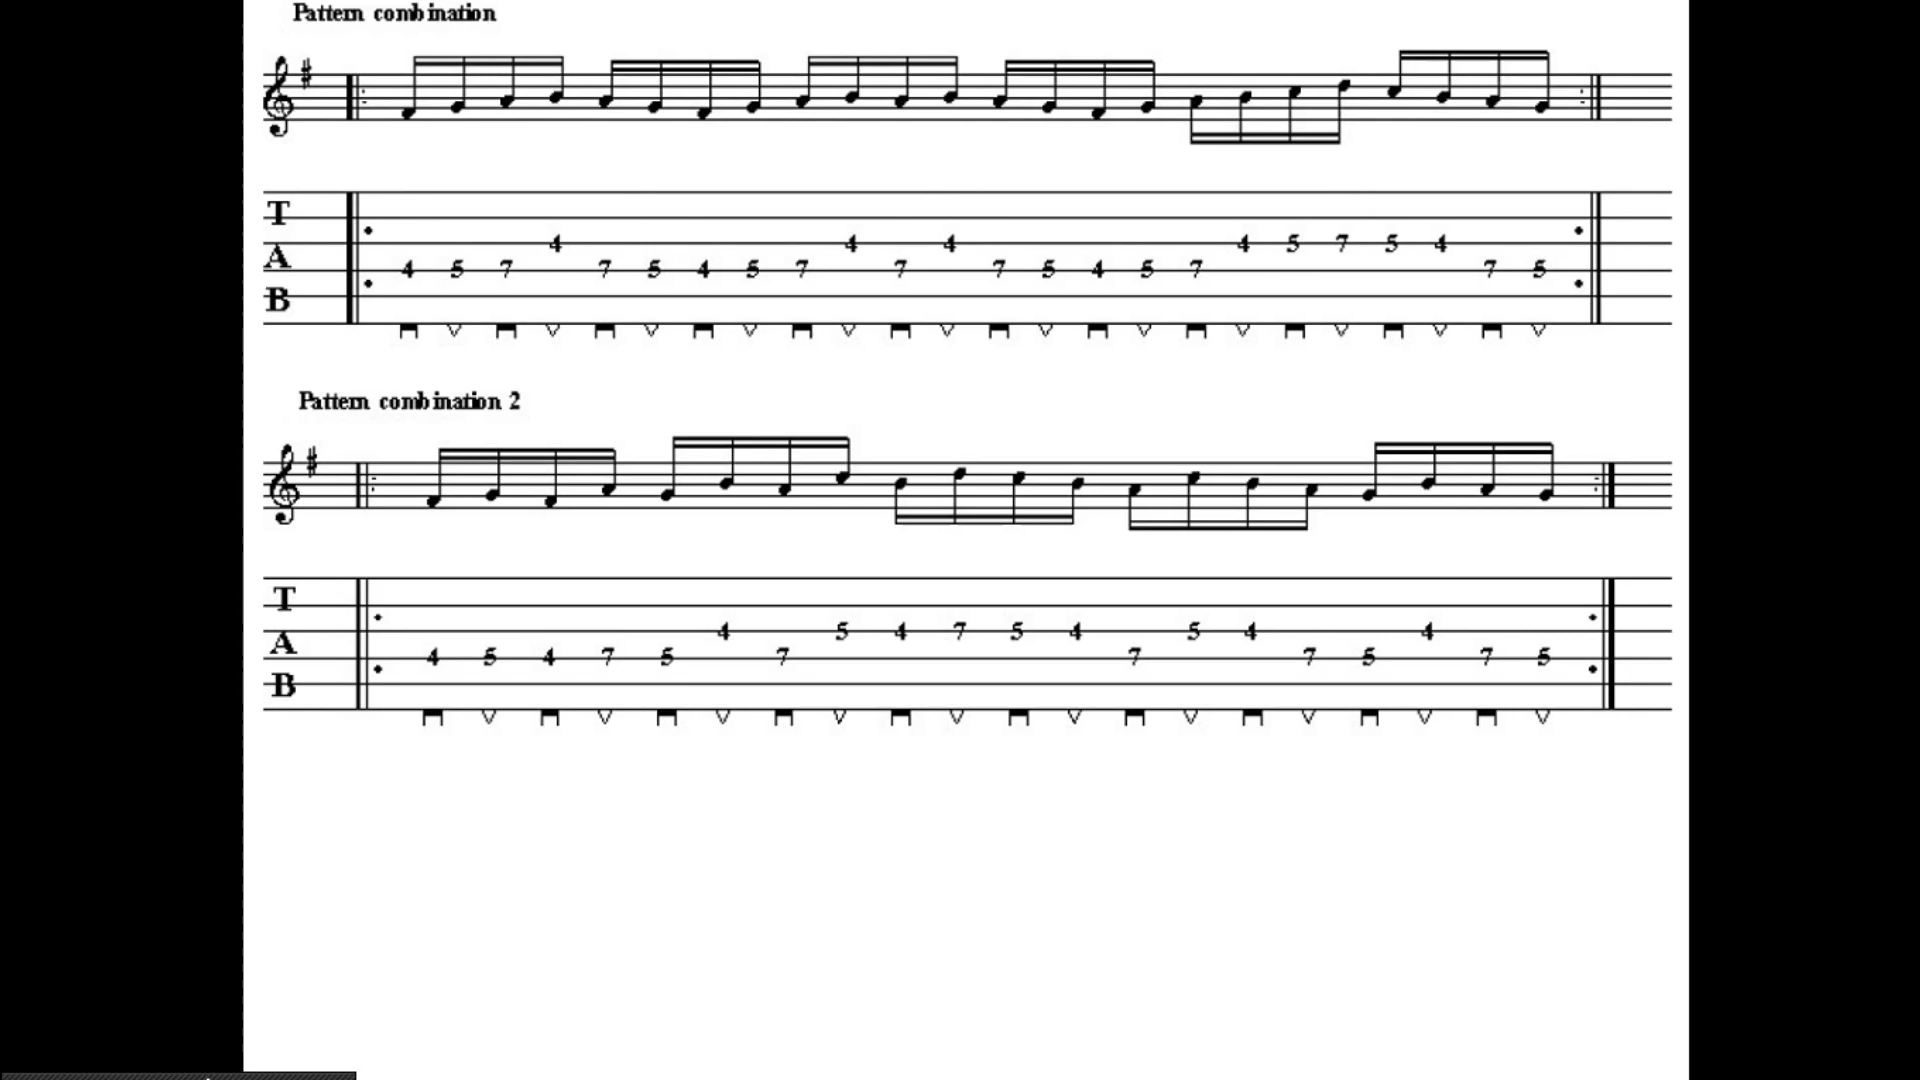 Pattern combination
T
4 4 4 4 5 7 5 4
A
4 5 7 7 5 4 5 7 7 7 5 4 5 7 7 5
B
Pattern combination 2
T
4 5 4 7 5 4 5 4 4
A
4 5 4 7 5 7 7 7 5 7 5
B